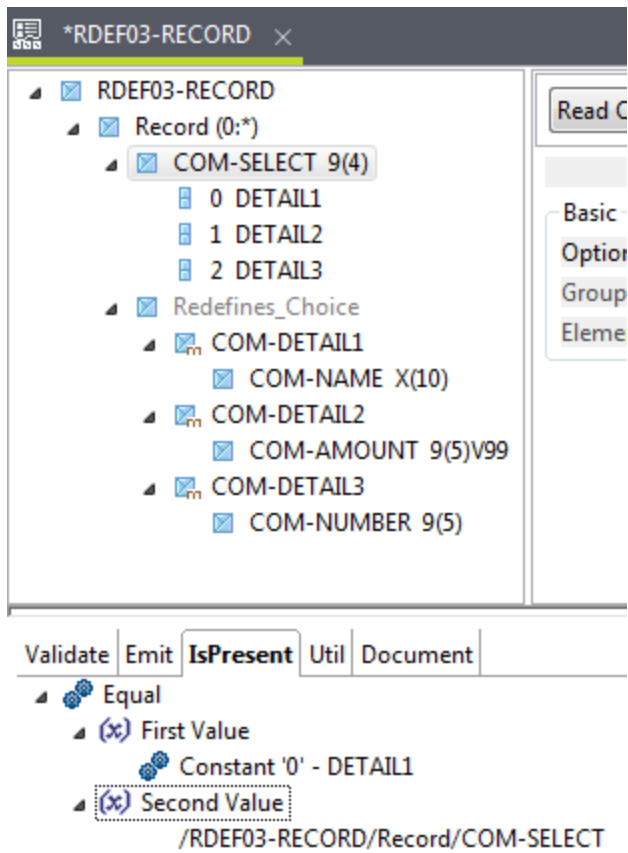 *RDEF03-RECORD
RDEF03-RECORD
Record (0:*)
COM-SELECT 9(4)
0 DETAIL1
1 DETAIL2
2 DETAIL3
Redefines_Choice
COM-DETAIL1
COM-NAME X(10)
COM-DETAIL2
COM-AMOUNT 9(5)V99
COM-DETAIL3
COM-NUMBER 9(5)
Read C
Basic
Option
Group
Eleme
Validate Emit IsPresent Util Document
Equal
(x) First Value
Constant '0' - DETAIL1
(x) Second Value
/RDEF03-RECORD/Record/COM-SELECT